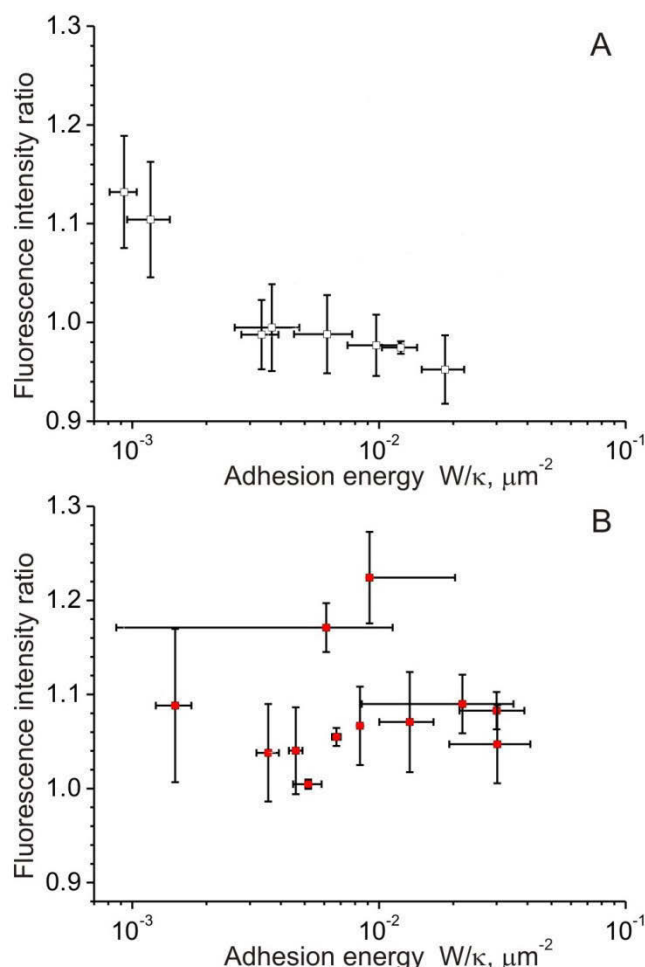 A
Fluorescence intensity ratio
1.3
1.2
1.1
1.0
0.9
10⁻³
10⁻²
10⁻¹
Adhesion energy W/κ, μm⁻²
B
Fluorescence intensity ratio
1.3
1.2
1.1
1.0
0.9
10⁻³
10⁻²
10⁻¹
Adhesion energy W/κ, μm⁻²